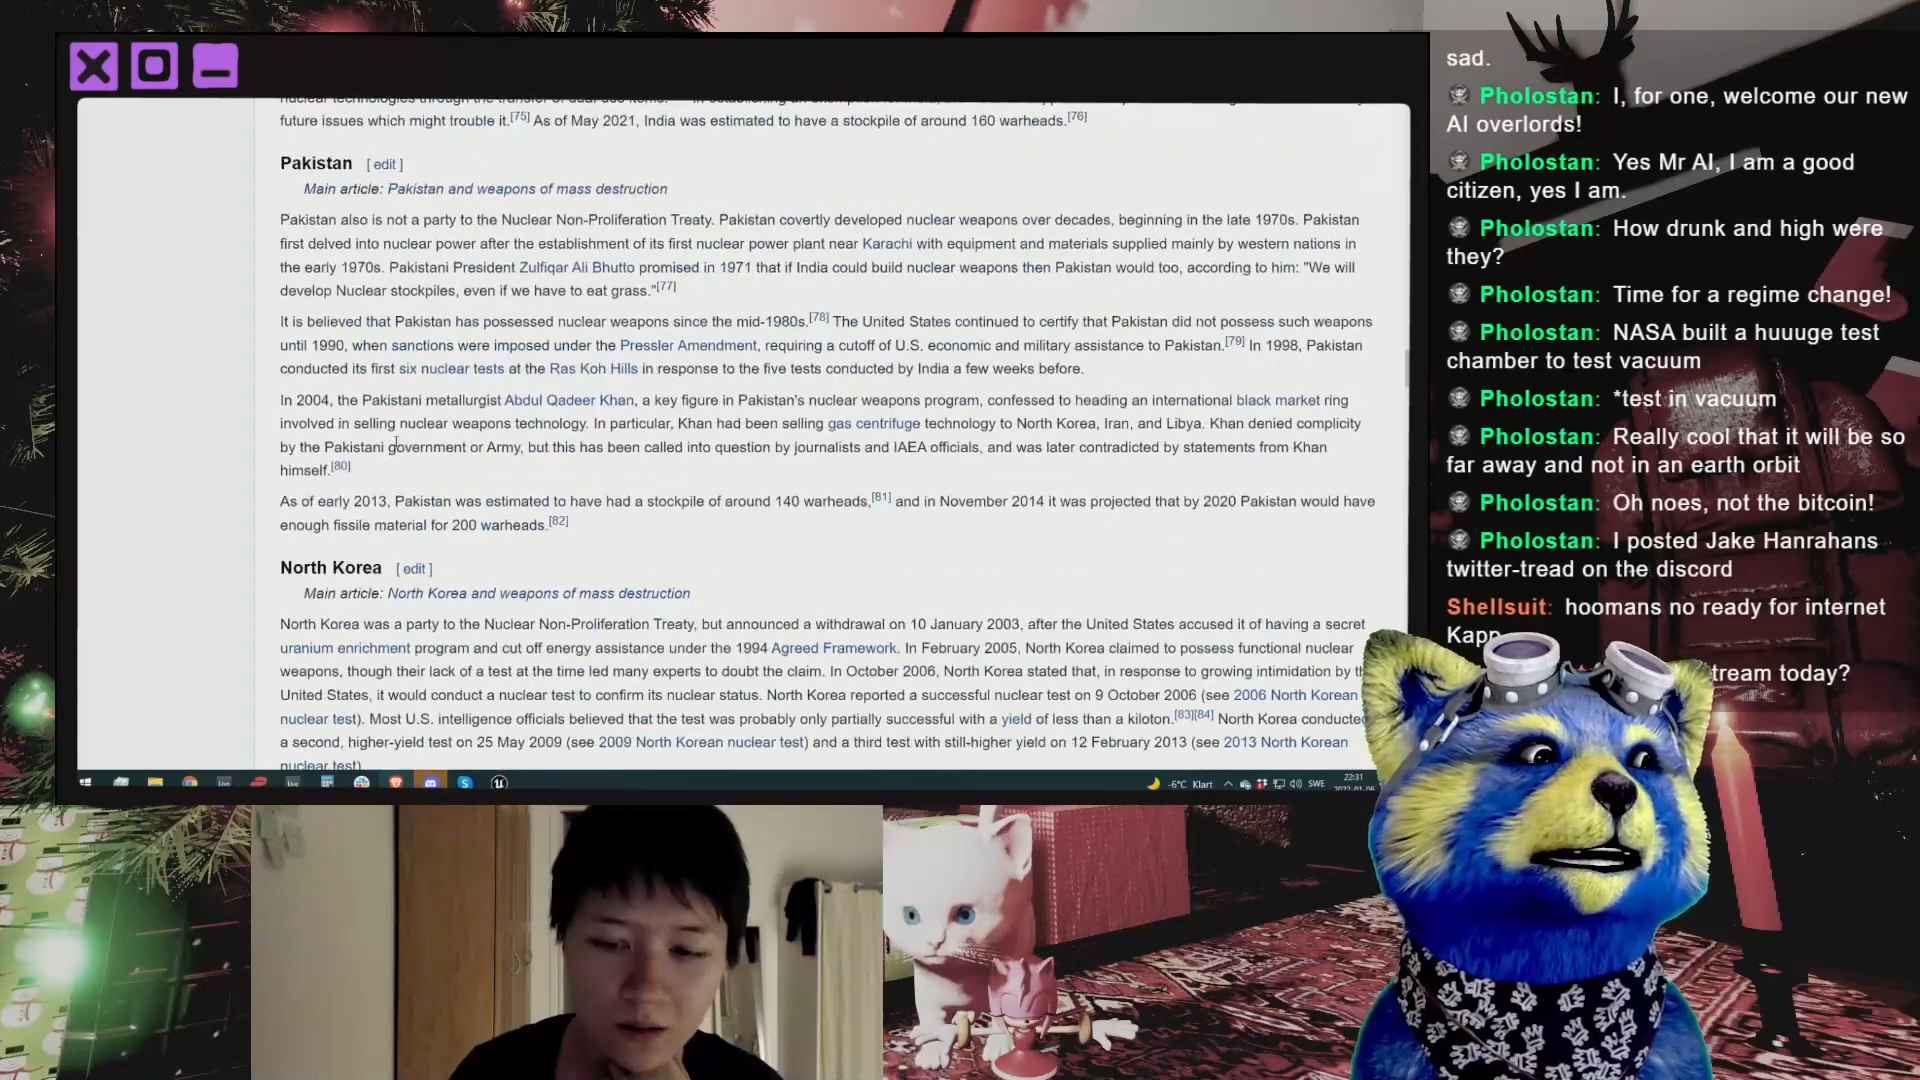 future issues which might trouble it.[75] As of May 2021, India was estimated to have a stockpile of around 160 warheads.[76]
Pakistan [ edit ]
Main article: Pakistan and weapons of mass destruction
Pakistan also is not a party to the Nuclear Non-Proliferation Treaty. Pakistan covertly developed nuclear weapons over decades, beginning in the late 1970s. Pakistan
first delved into nuclear power after the establishment of its first nuclear power plant near Karachi with equipment and materials supplied mainly by western nations in
the early 1970s. Pakistani President Zulfiqar Ali Bhutto promised in 1971 that if India could build nuclear weapons then Pakistan would too, according to him: "We will
develop Nuclear stockpiles, even if we have to eat grass."[77]
It is believed that Pakistan has possessed nuclear weapons since the mid-1980s.[78] The United States continued to certify that Pakistan did not possess such weapons
until 1990, when sanctions were imposed under the Pressler Amendment, requiring a cutoff of U.S. economic and military assistance to Pakistan.[79] In 1998, Pakistan
conducted its first six nuclear tests at the Ras Koh Hills in response to the five tests conducted by India a few weeks before.
In 2004, the Pakistani metallurgist Abdul Qadeer Khan, a key figure in Pakistan's nuclear weapons program, confessed to heading an international black market ring
involved in selling nuclear weapons technology. In particular, Khan had been selling gas centrifuge technology to North Korea, Iran, and Libya. Khan denied complicity
by the Pakistani government or Army, but this has been called into question by journalists and IAEA officials, and was later contradicted by statements from Khan
himself.[80]
As of early 2013, Pakistan was estimated to have had a stockpile of around 140 warheads,[81] and in November 2014 it was projected that by 2020 Pakistan would have
enough fissile material for 200 warheads.[82]
North Korea [ edit ]
Main article: North Korea and weapons of mass destruction
North Korea was a party to the Nuclear Non-Proliferation Treaty, but announced a withdrawal on 10 January 2003, after the United States accused it of having a secret
uranium enrichment program and cut off energy assistance under the 1994 Agreed Framework. In February 2005, North Korea claimed to possess functional nuclear
weapons, though their lack of a test at the time led many experts to doubt the claim. In October 2006, North Korea stated that, in response to growing intimidation by th
United States, it would conduct a nuclear test to confirm its nuclear status. North Korea reported a successful nuclear test on 9 October 2006 (see 2006 North Korean
nuclear test). Most U.S. intelligence officials believed that the test was probably only partially successful with a yield of less than a kiloton.[83][84] North Korea conducted
a second, higher-yield test on 25 May 2009 (see 2009 North Korean nuclear test) and a third test with still-higher yield on 12 February 2013 (see 2013 North Korean
nuclear test).
-6°C Klart SWE 22:31
2022-01-06
sad.
Pholostan: I, for one, welcome our new
AI overlords!
Pholostan: Yes Mr AI, I am a good
citizen, yes I am.
Pholostan: How drunk and high were
they?
Pholostan: Time for a regime change!
Pholostan: NASA built a huuuge test
chamber to test vacuum
Pholostan: *test in vacuum
Pholostan: Really cool that it will be so
far away and not in an earth orbit
Pholostan: Oh noes, not the bitcoin!
Pholostan: I posted Jake Hanrahans
twitter-tread on the discord
Shellsuit: hoomans no ready for internet
Kapp
tream today?